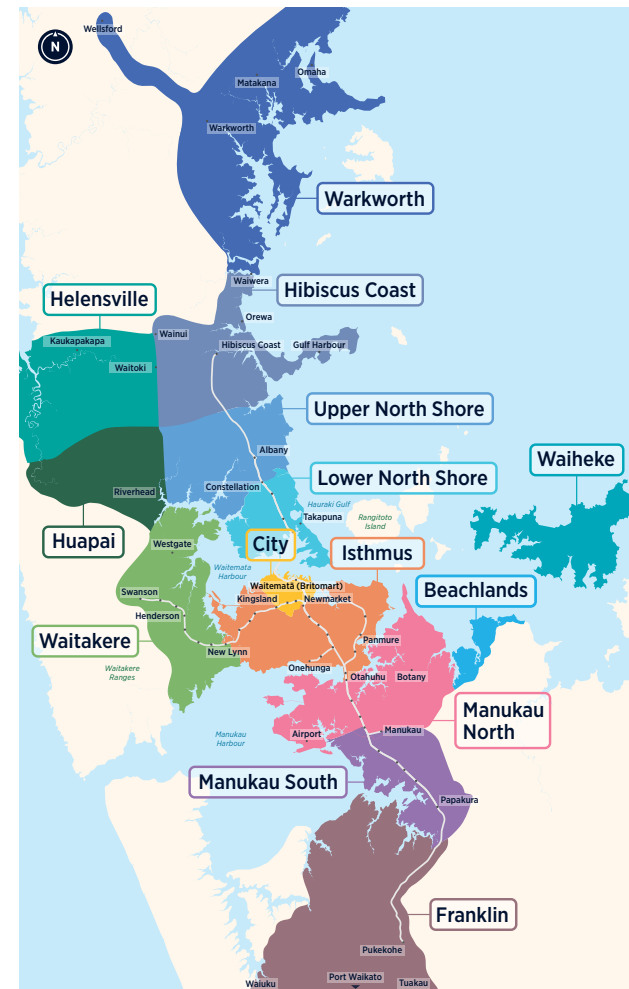 Wellsford
N
Omaha
Matakana
Warkworth
Warkworth
Waiwera
Hibiscus Coast
Helensville
Orewa
Wainui
Kaukapakapa
Hibiscus Coast
Gulf Harbour
Waitoki
Upper North Shore
Albany
Waiheke
Lower North Shore
Constellation
Riverhead
Hauraki Gulf
Takapuna
Rangitoto
Island
Huapai
City
Isthmus
Westgate
Waitemata
Harbour
Waitematā (Britomart)
Beachlands
Swanson
Kingsland
Newmarket
Henderson
Waitakere
Panmure
New Lynn
Waitakere
Ranges
Onehunga
Otahuhu
Botany
Manukau
North
Airport
Manukau
Manukau
Harbour
Manukau South
Papakura
Franklin
Pukekohe
Port Waikato
Waiuku
Tuakau